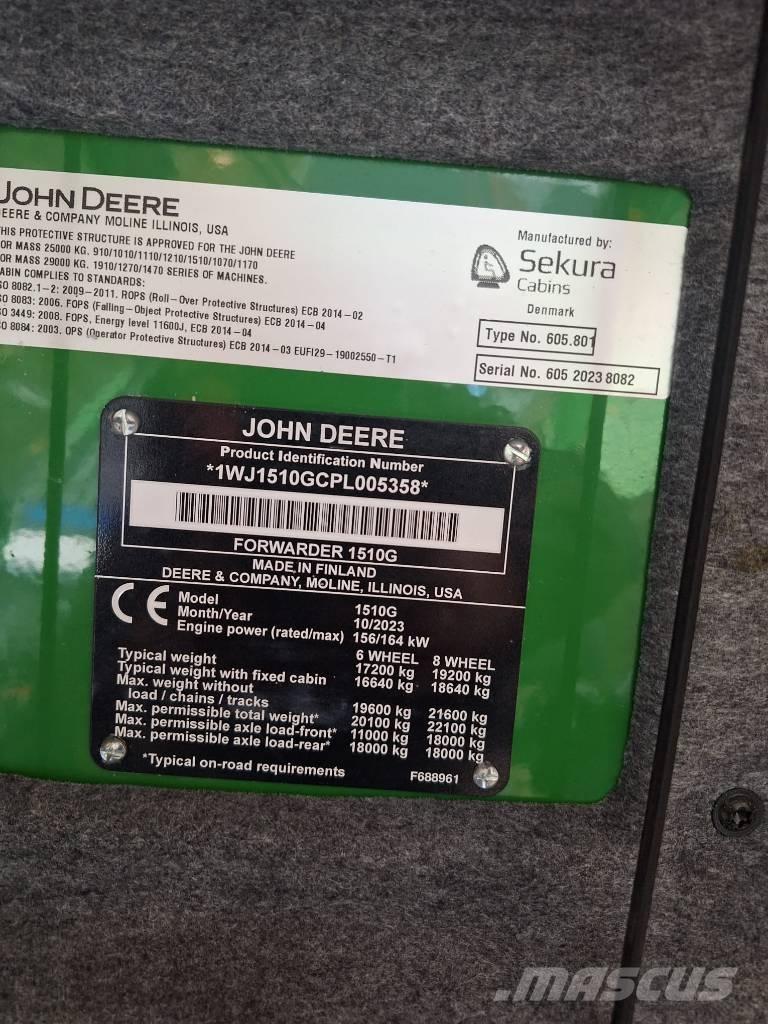 JOHN DEERE
DEERE & COMPANY MOLINE ILLINOIS, USA
THIS PROTECTIVE STRUCTURE IS APPROVED FOR THE JOHN DEERE
FOR MASS 25000 KG. 910/1010/1110/1210/1510/1070/1170
FOR MASS 29000 KG. 1910/1270/1470 SERIES OF MACHINES.
CABIN COMPLIES TO STANDARDS:
ISO 8082.1-2: 2009-2011. ROPS (Roll-Over Protective Structures) ECB 2014-02
ISO 8083: 2006. FOPS (Falling-Object Protective Structures) ECB 2014-04
ISO 3449: 2008. FOPS, Energy level 11600J, ECB 2014-04
ISO 8084: 2003. OPS (Operator Protective Structures) ECB 2014-03 EUFI29-19002550-T1
Manufactured by:
Sekura
Cabins
Denmark
Type No. 605.801
Serial No. 605 2023 8082
JOHN DEERE
Product Identification Number
*1WJ1510GCPL005358*
FORWARDER 1510G
MADE IN FINLAND
DEERE & COMPANY, MOLINE, ILLINOIS, USA
CE
Model 1510G
Month/Year 10/2023
Engine power (rated/max) 156/164 kW
6 WHEEL 8 WHEEL
Typical weight 17200 kg 19200 kg
Typical weight with fixed cabin 16640 kg 18640 kg
Max. weight without
load / chains / tracks 19600 kg 21600 kg
Max. permissible total weight* 20100 kg 22100 kg
Max. permissible axle load-front* 11000 kg 18000 kg
Max. permissible axle load-rear* 18000 kg 18000 kg
*Typical on-road requirements F688961
MASCUS